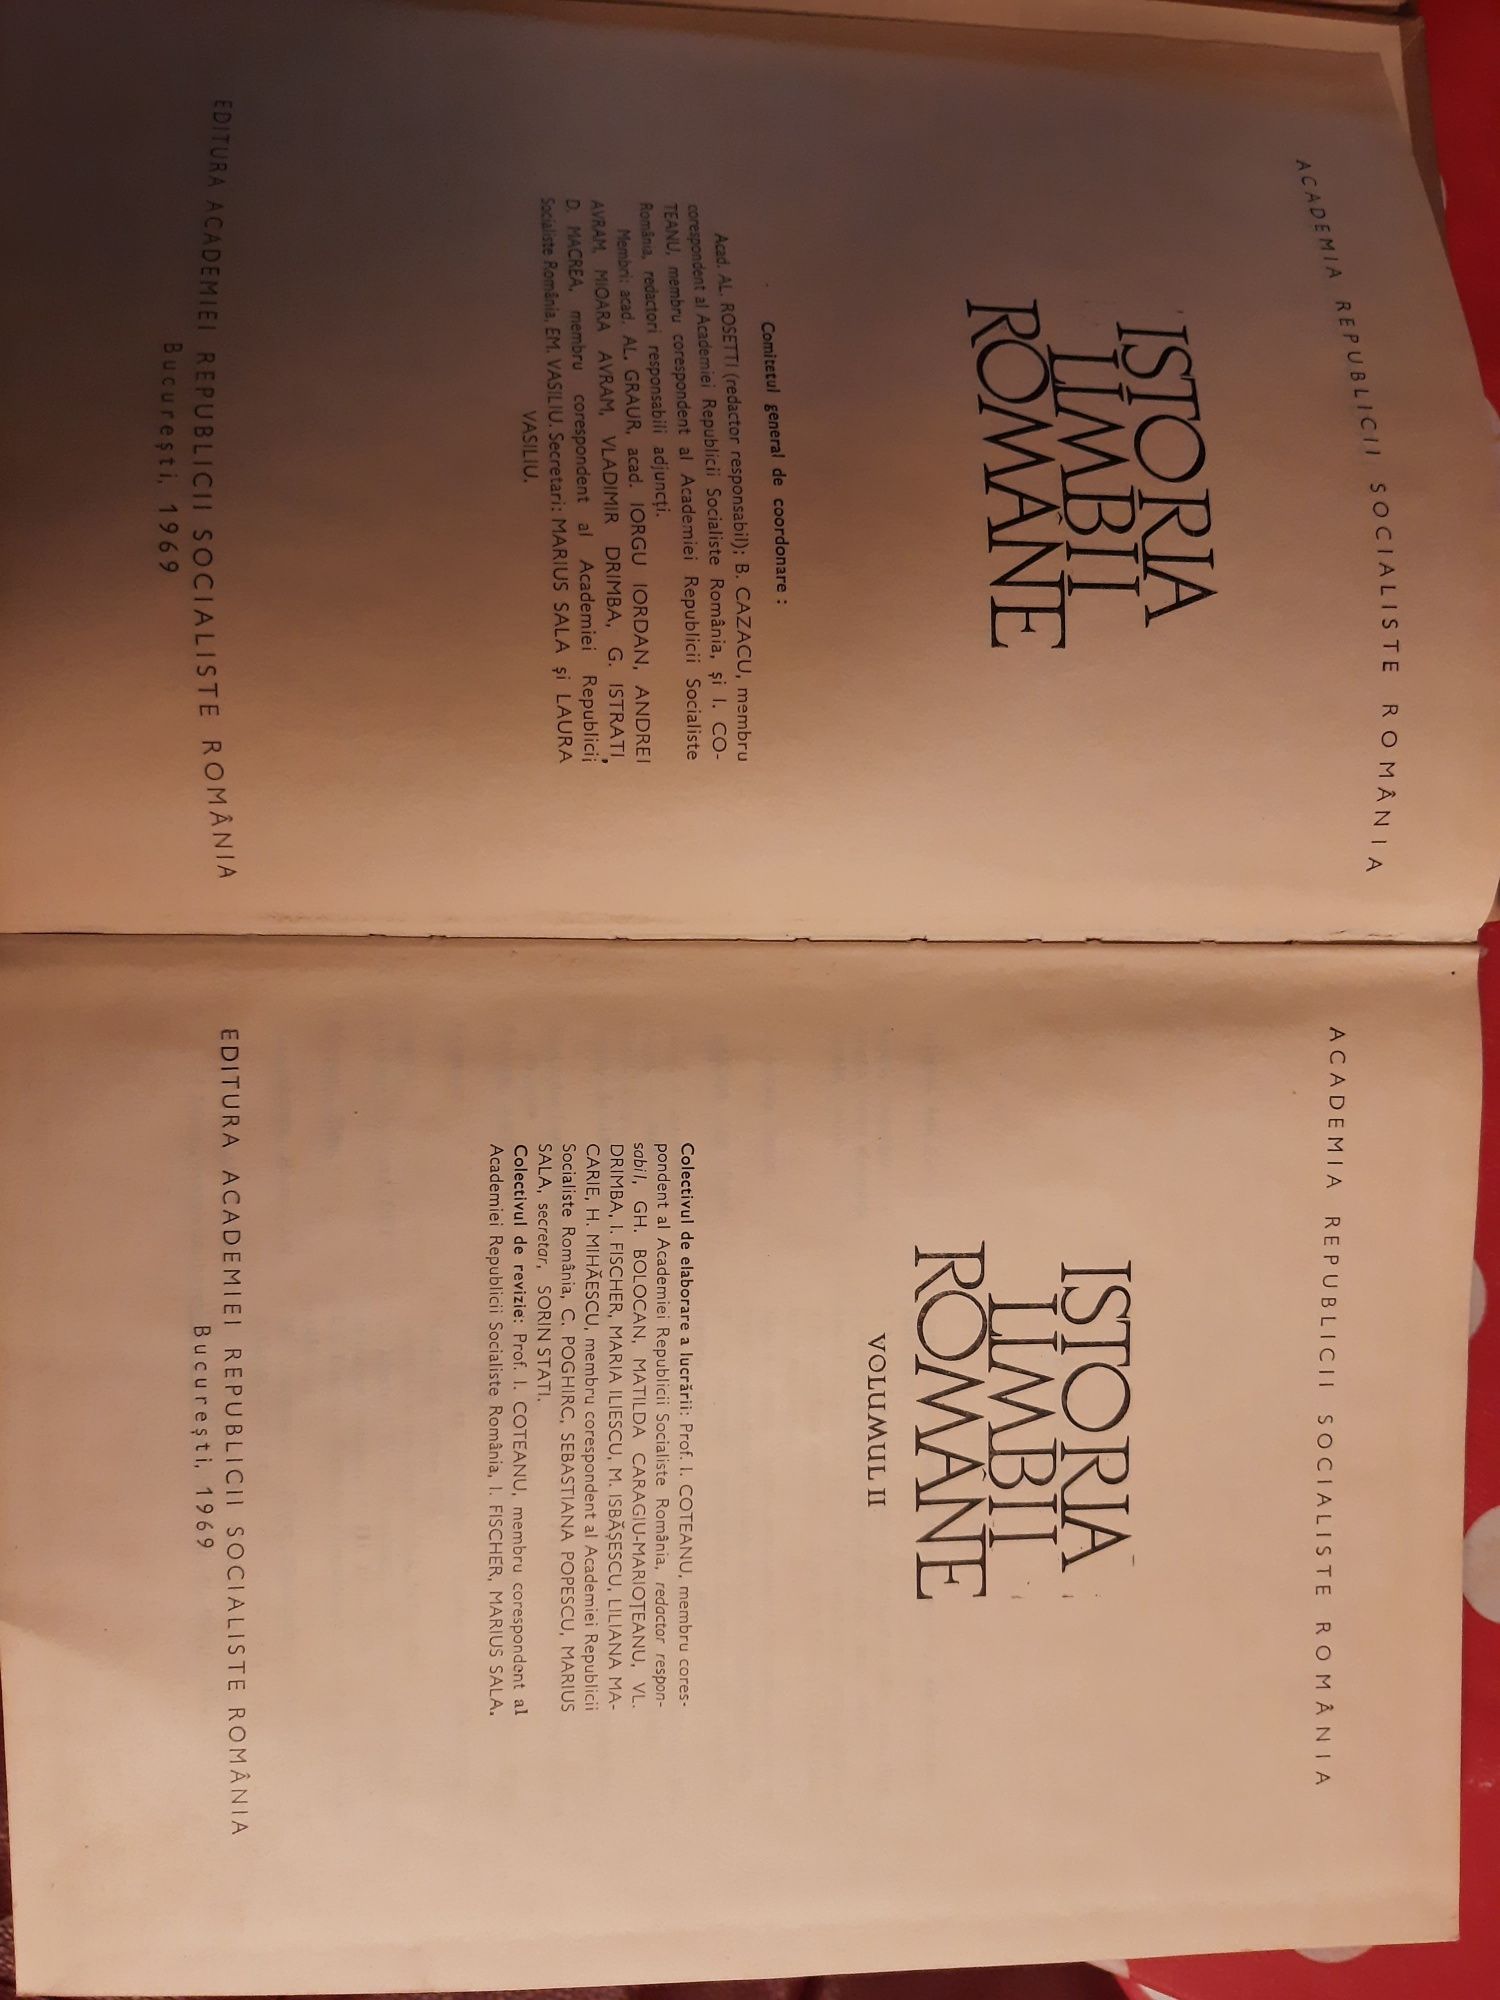 ACADEMIA REPUBLICII SOCIALISTE ROMÂNIA
ISTORIA
LIMBII
ROMÂNE
Comitetul general de coordonare :
Acad. AL. ROSETTI (redactor responsabil); B. CAZACU, membru
corespondent al Academiei Republicii Socialiste România, și I. CO-
TEANU, membru corespondent al Academiei Republicii Socialiste
România, redactori responsabili adjuncți.
Membri: acad. AL. GRAUR, acad. IORGU IORDAN, ANDREI
AVRAM, MIOARA AVRAM, VLADIMIR DRIMBA, G. ISTRATI,
D. MACREA, membru corespondent al Academiei Republicii
Socialiste România, EM. VASILIU. Secretari: MARIUS SALA și LAURA
VASILIU.
EDITURA ACADEMIEI REPUBLICII SOCIALISTE ROMÂNIA
București, 1969
ACADEMIA REPUBLICII SOCIALISTE ROMÂNIA
ISTORIA
LIMBII
ROMÂNE
VOLUMUL II
Colectivul de elaborare a lucrării: Prof. I. COTEANU, membru cores-
pondent al Academiei Republicii Socialiste România, redactor respon-
sabil, GH. BOLOCAN, MATILDA CARAGIU-MARIOȚEANU, VL.
DRIMBA, I. FISCHER, MARIA ILIESCU, M. ISBĂȘESCU, LILIANA MA-
CARIE, H. MIHĂESCU, membru corespondent al Academiei Republicii
Socialiste România, C. POGHIRC, SEBASTIANA POPESCU, MARIUS
SALA, secretar, SORIN STATI.
Colectivul de revizie: Prof. I. COTEANU, membru corespondent al
Academiei Republicii Socialiste România, I. FISCHER, MARIUS SALA.
EDITURA ACADEMIEI REPUBLICII SOCIALISTE ROMÂNIA
București, 1969